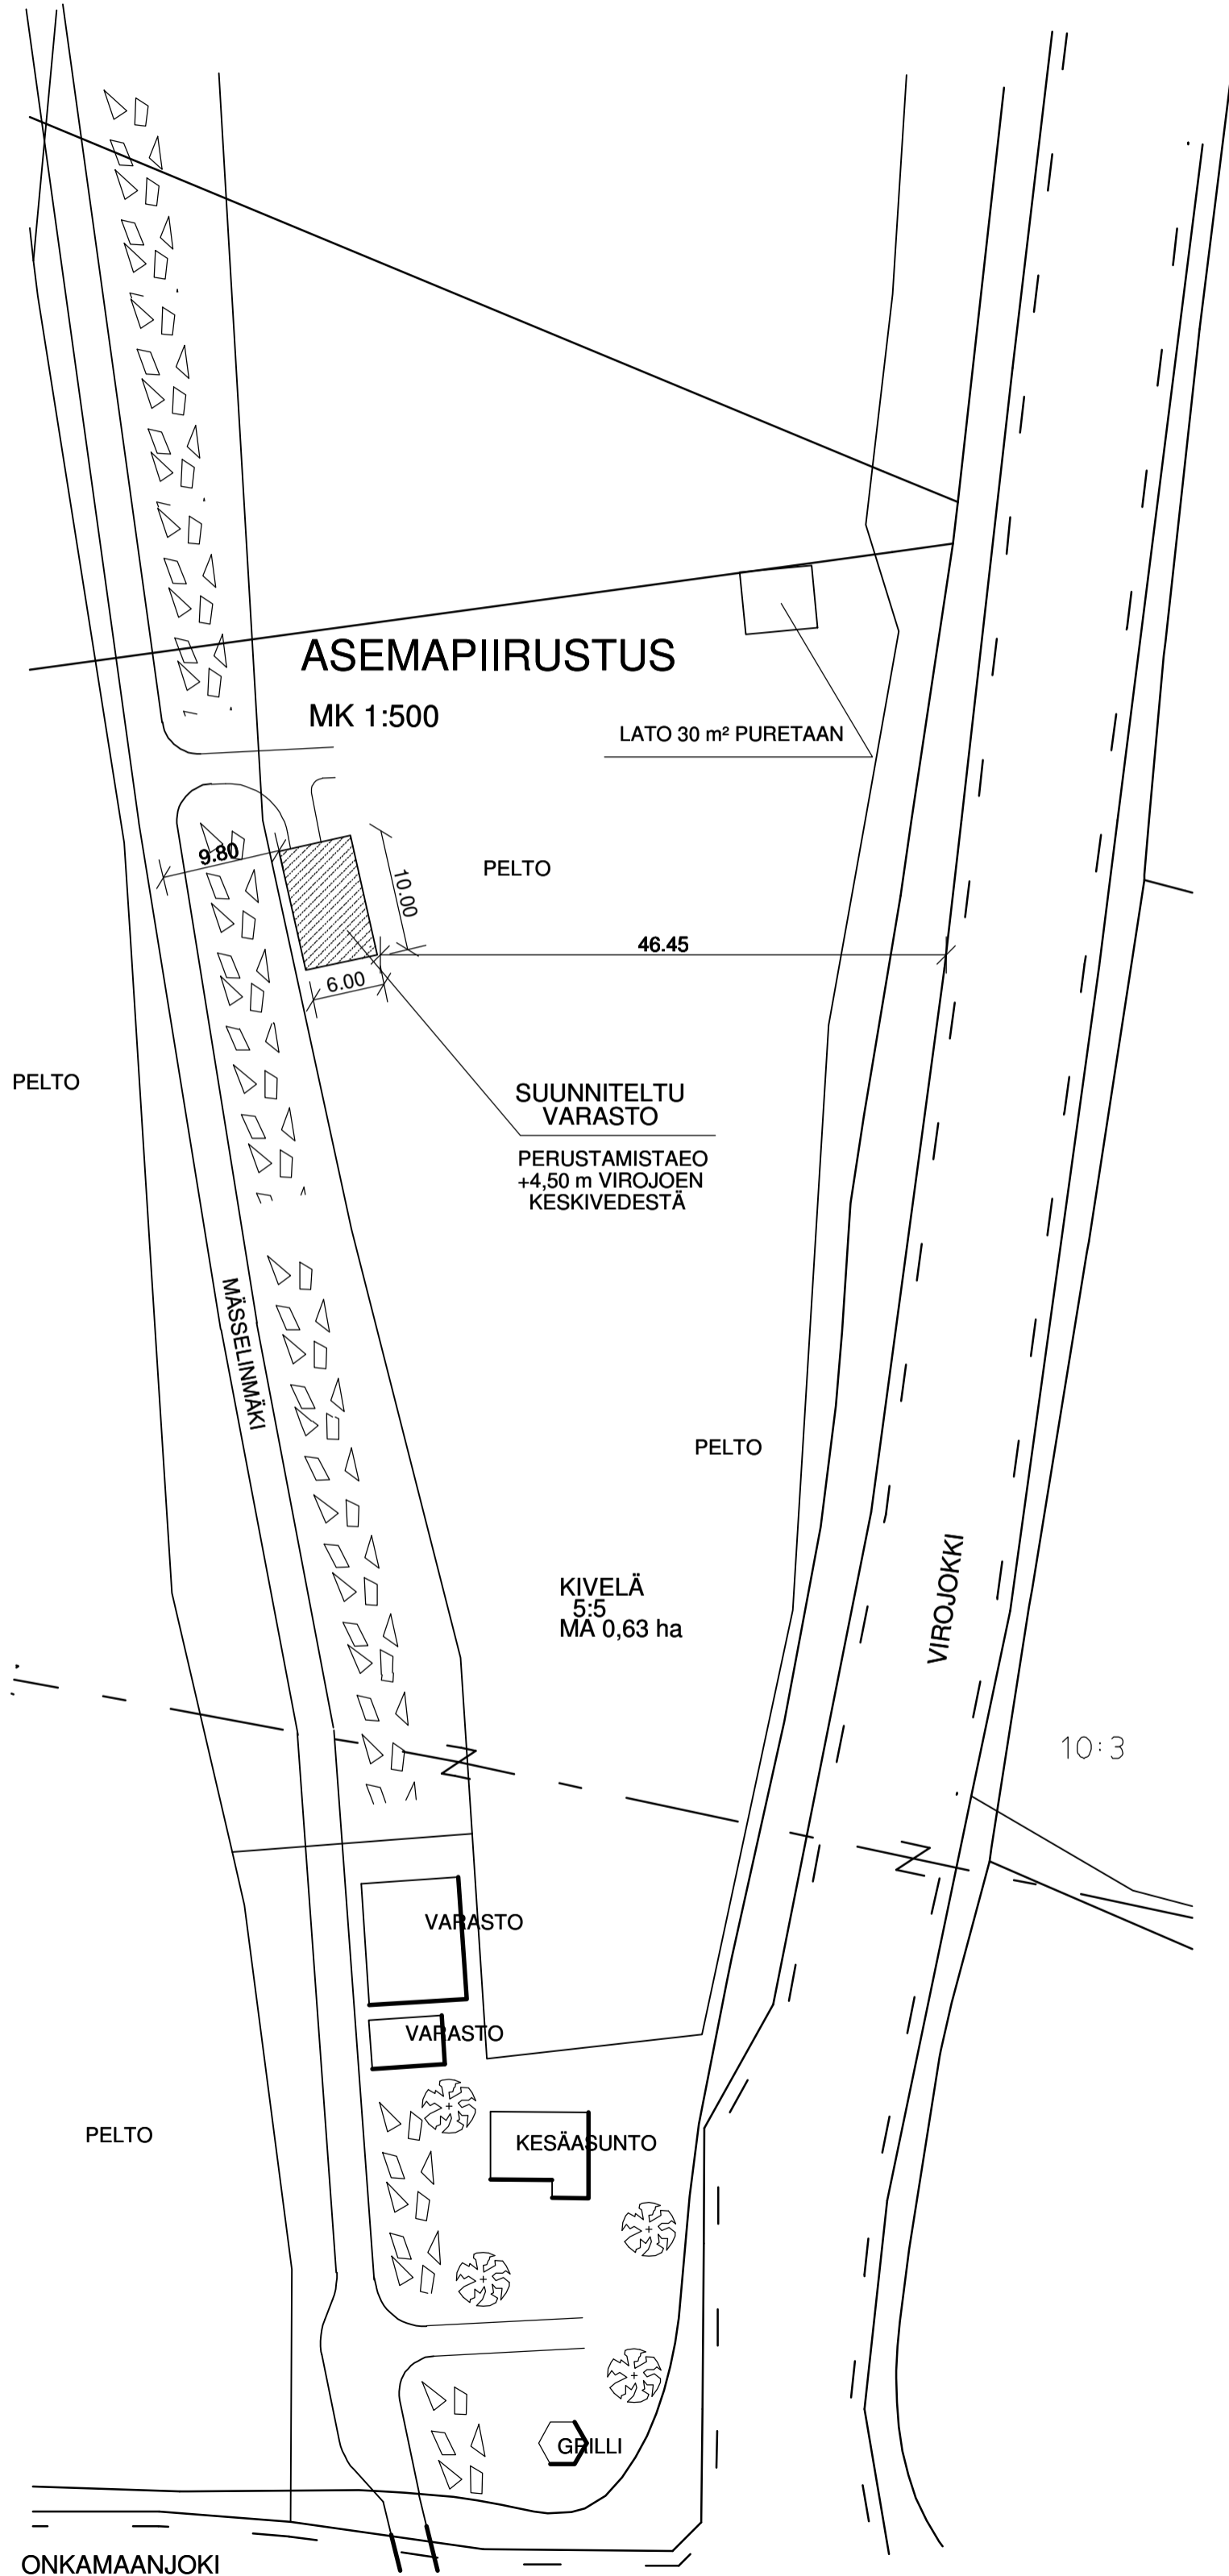 ASEMAPIIRUSTUS
MK 1:500
LATO 30 m² PURETAAN
9.80
10.00
PELTO
46.45
6.00
PELTO
SUUNNITELTU
VARASTO
PERUSTAMISTAEO
+4,50 m VIROJOEN
KESKIVEDESTÄ
MÄSSELINMÄKI
PELTO
KIVELÄ
5:5
MA 0,63 ha
VIROJOKKI
10:3
VARASTO
VARASTO
PELTO
KESÄASUNTO
GRILLI
ONKAMAANJOKI